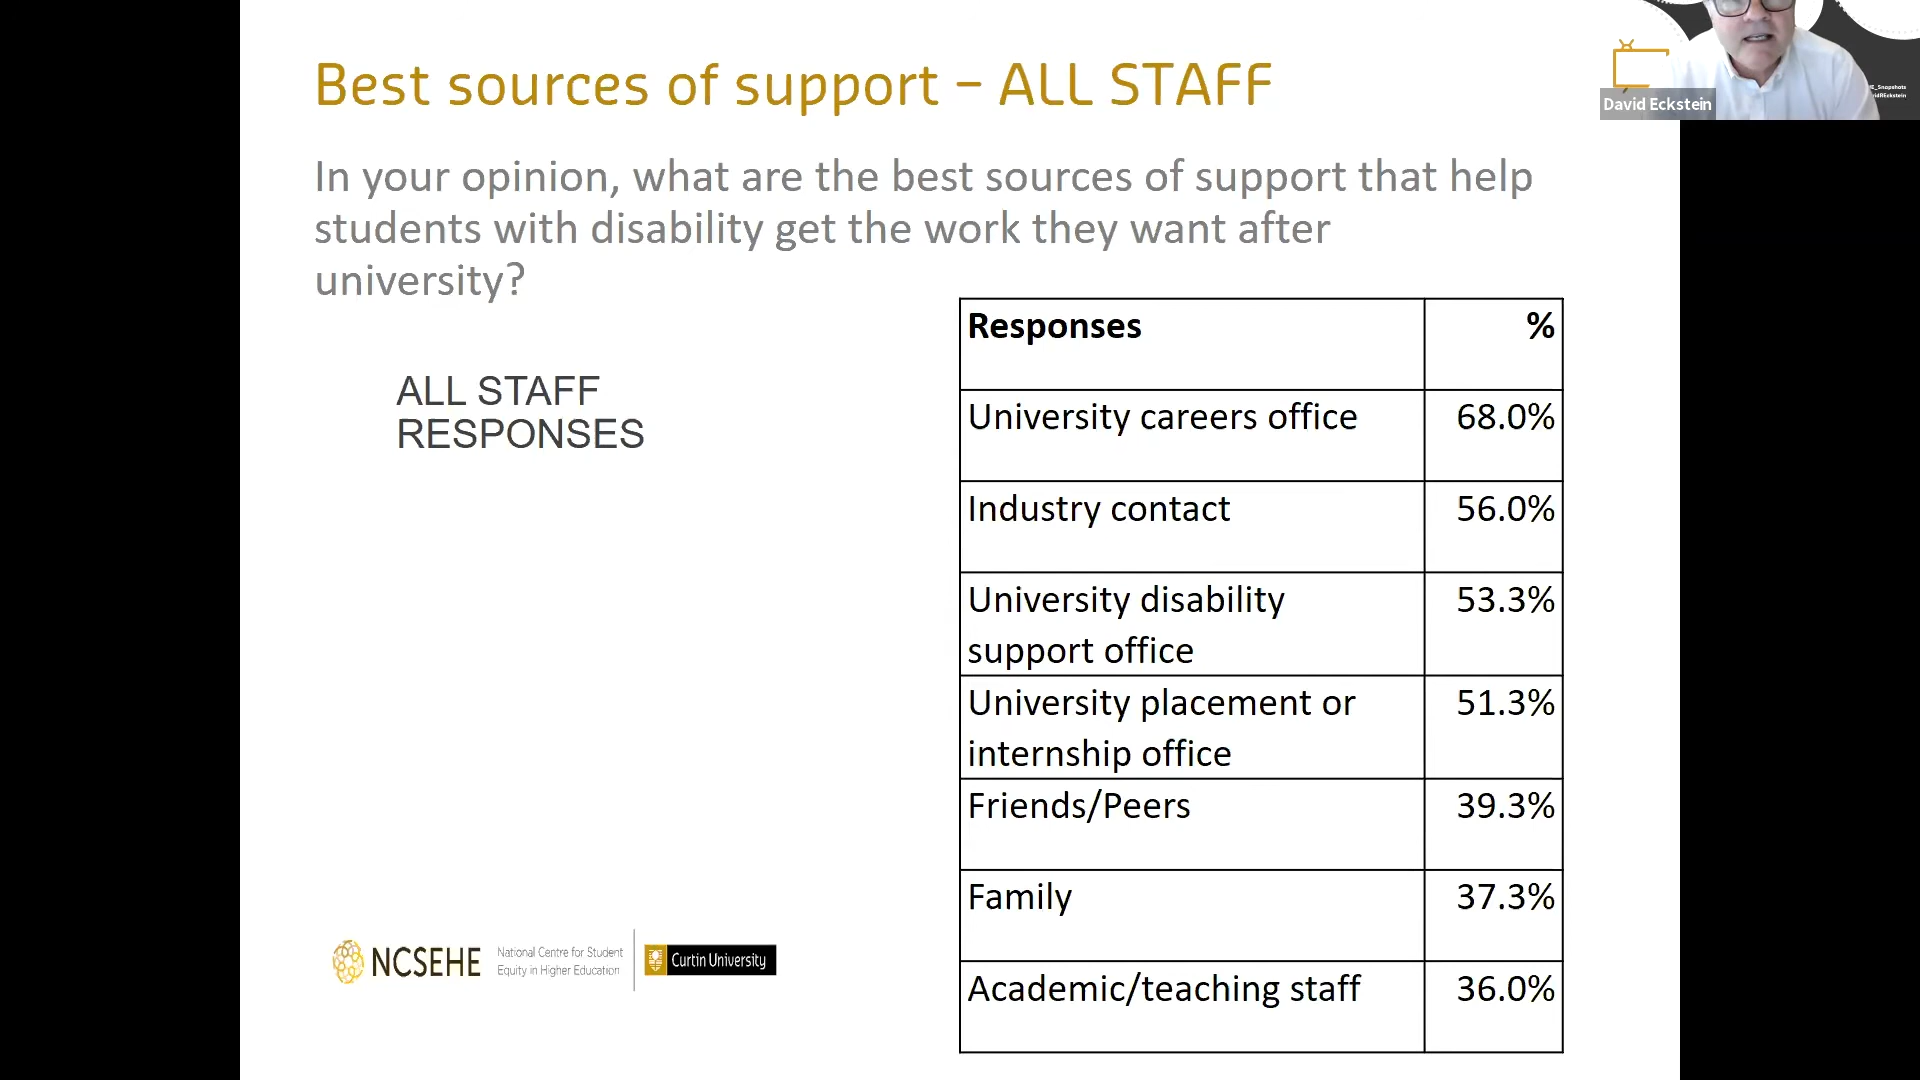 Best sources of support – ALL STAFF
David Eckstein
In your opinion, what are the best sources of support that help
students with disability get the work they want after
university?
ALL STAFF
RESPONSES
Responses %
University careers office 68.0%
Industry contact 56.0%
University disability 53.3%
support office
University placement or 51.3%
internship office
Friends/Peers 39.3%
Family 37.3%
Academic/teaching staff 36.0%
NCSEHE
National Centre for Student
Equity in Higher Education
Curtin University